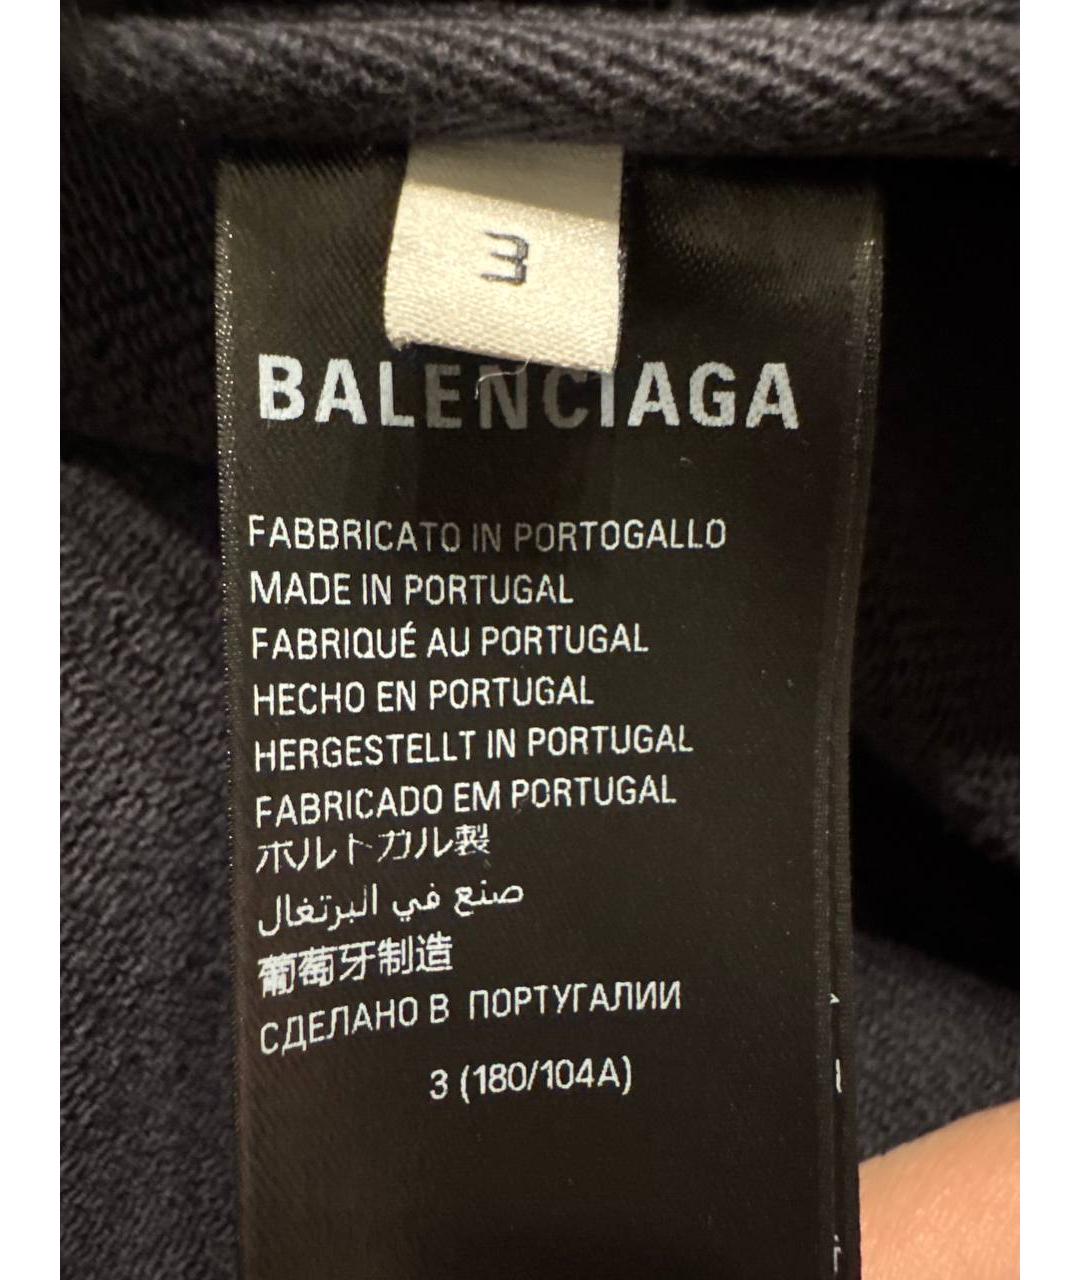 3
BALENCIAGA
FABBRICATO IN PORTOGALLO
MADE IN PORTUGAL
FABRIQUÉ AU PORTUGAL
HECHO EN PORTUGAL
HERGESTELLT IN PORTUGAL
FABRICADO EM PORTUGAL
ポルトガル製
صنع في البرتغال
葡萄牙制造
СДЕЛАНО В ПОРТУГАЛИИ
3 (180/104A)